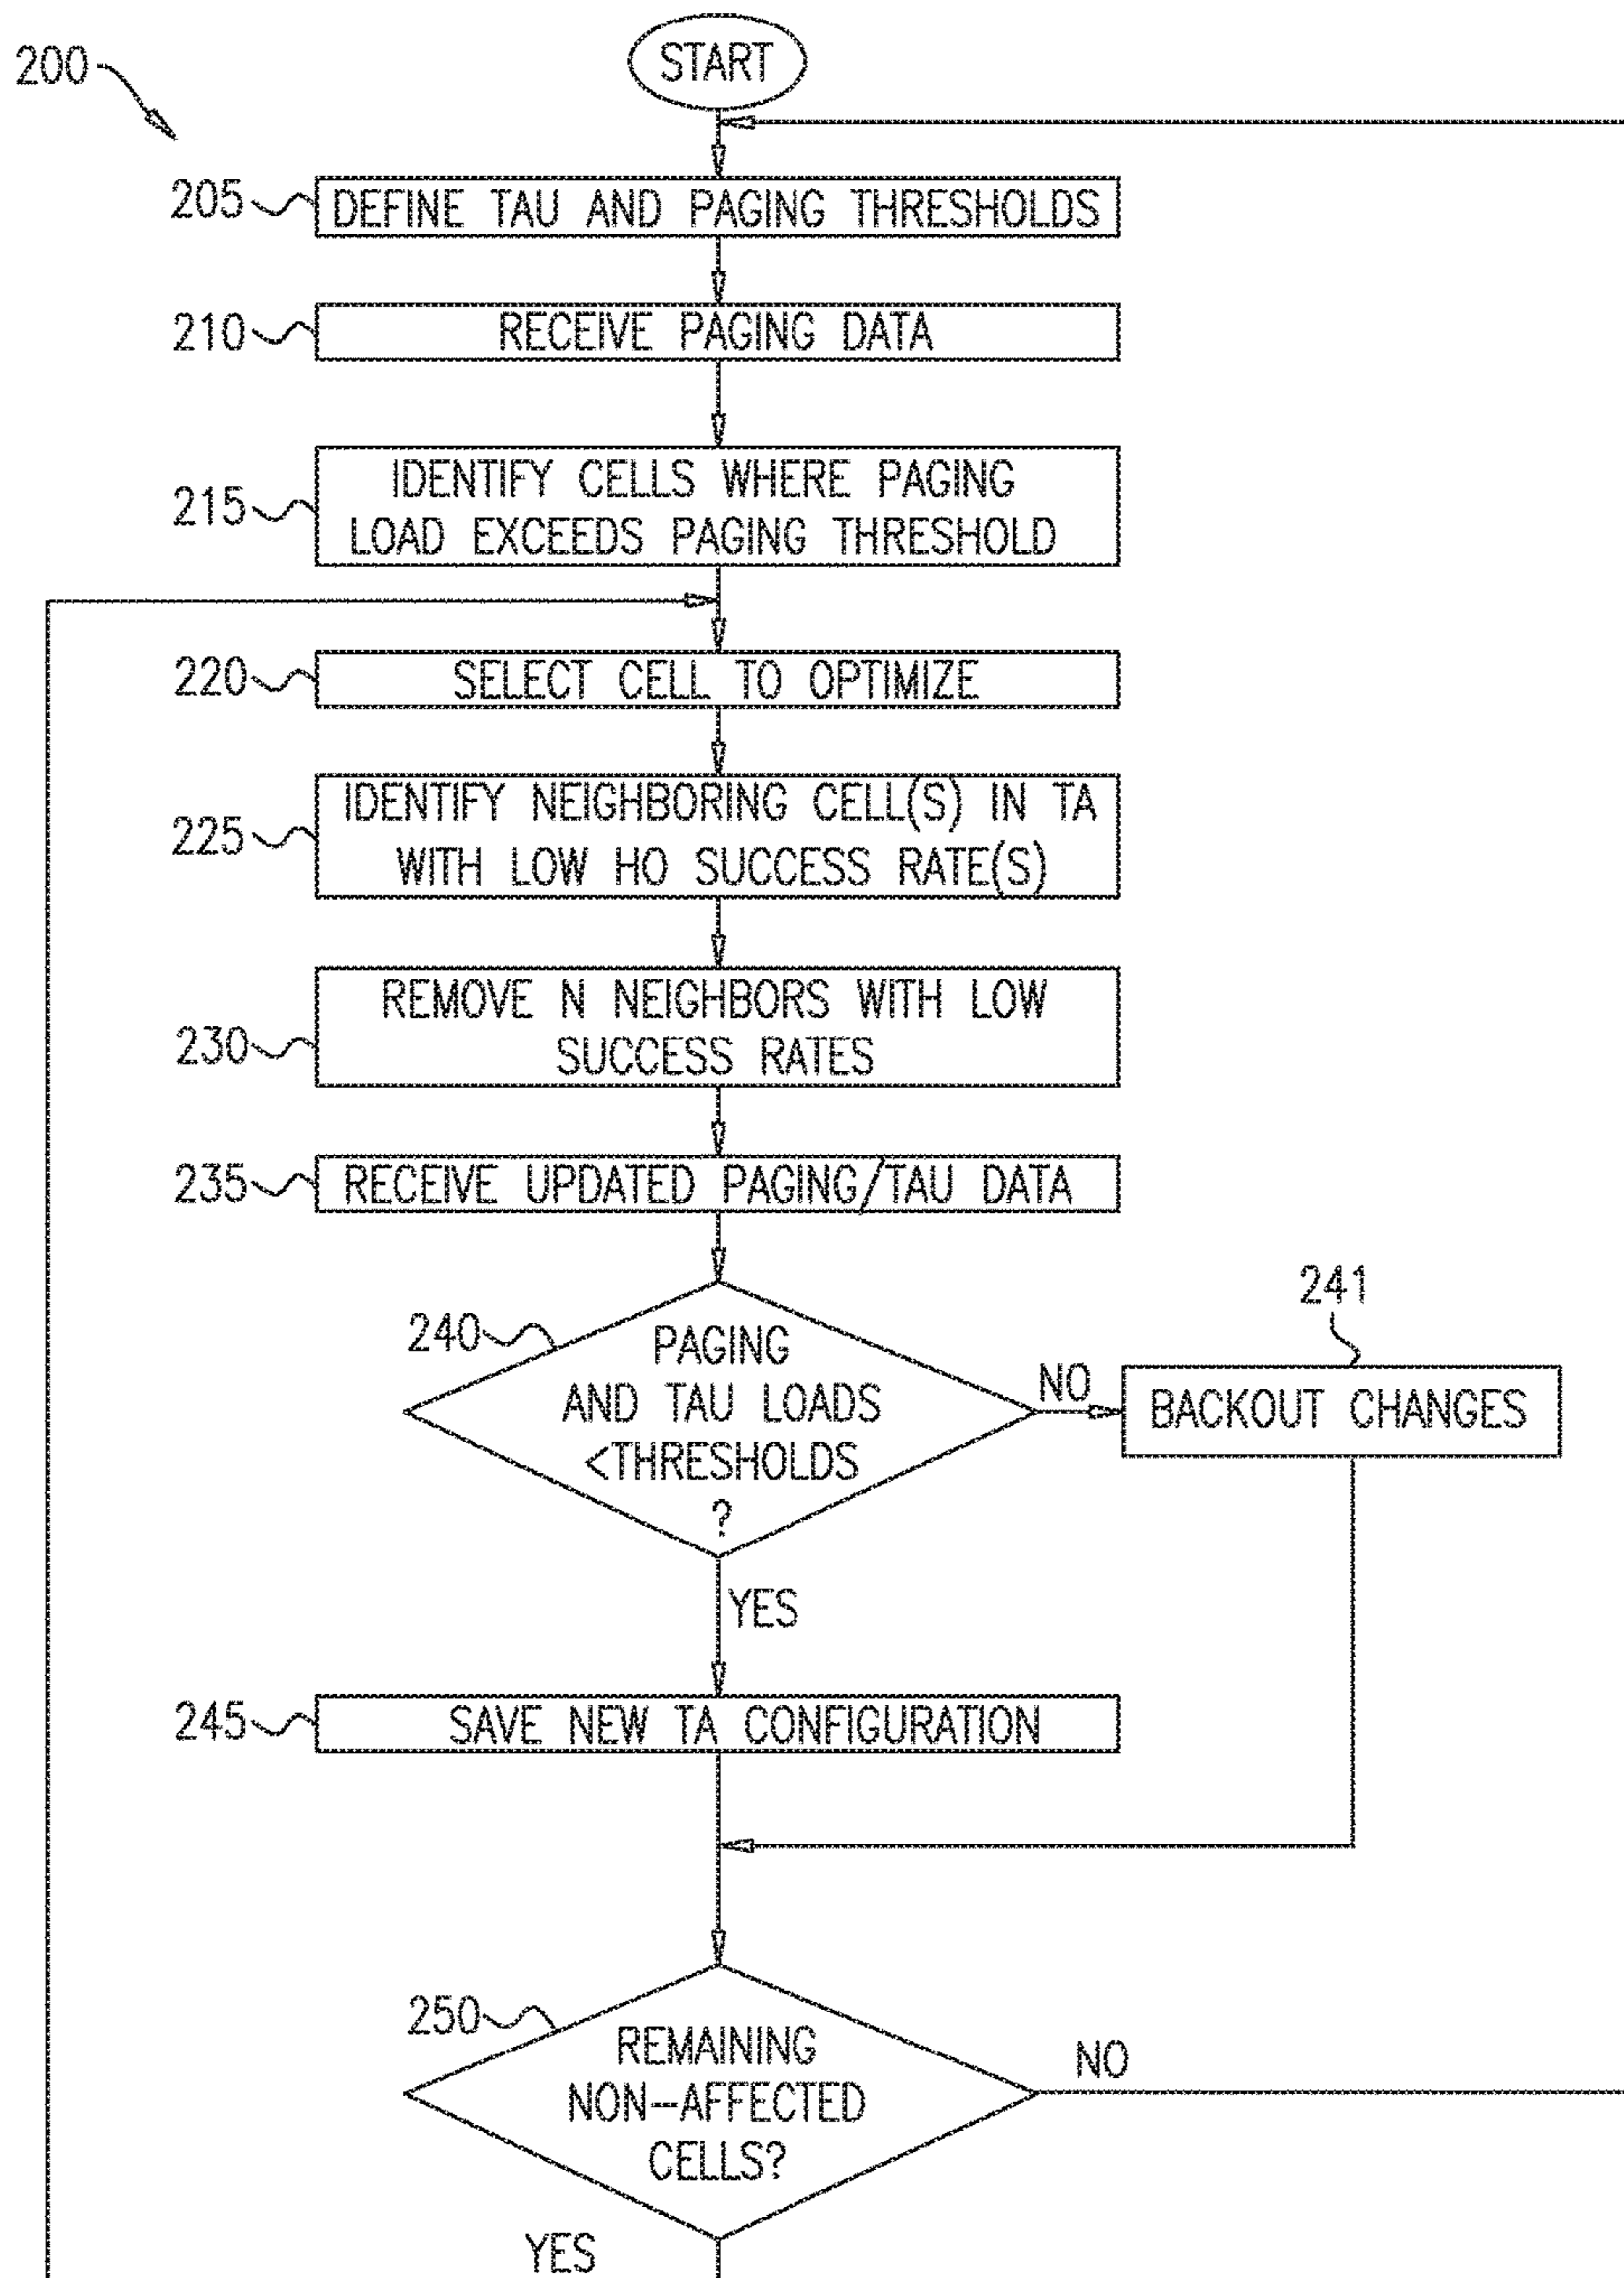 200
START
205
DEFINE TAU AND PAGING THRESHOLDS
210
RECEIVE PAGING DATA
215
IDENTIFY CELLS WHERE PAGING
LOAD EXCEEDS PAGING THRESHOLD
220
SELECT CELL TO OPTIMIZE
225
IDENTIFY NEIGHBORING CELL(S) IN TA
WITH LOW HO SUCCESS RATE(S)
230
REMOVE N NEIGHBORS WITH LOW
SUCCESS RATES
235
RECEIVE UPDATED PAGING/TAU DATA
240
PAGING
AND TAU LOADS
<THRESHOLDS
?
NO
241
BACKOUT CHANGES
YES
245
SAVE NEW TA CONFIGURATION
250
REMAINING
NON-AFFECTED
CELLS?
NO
YES